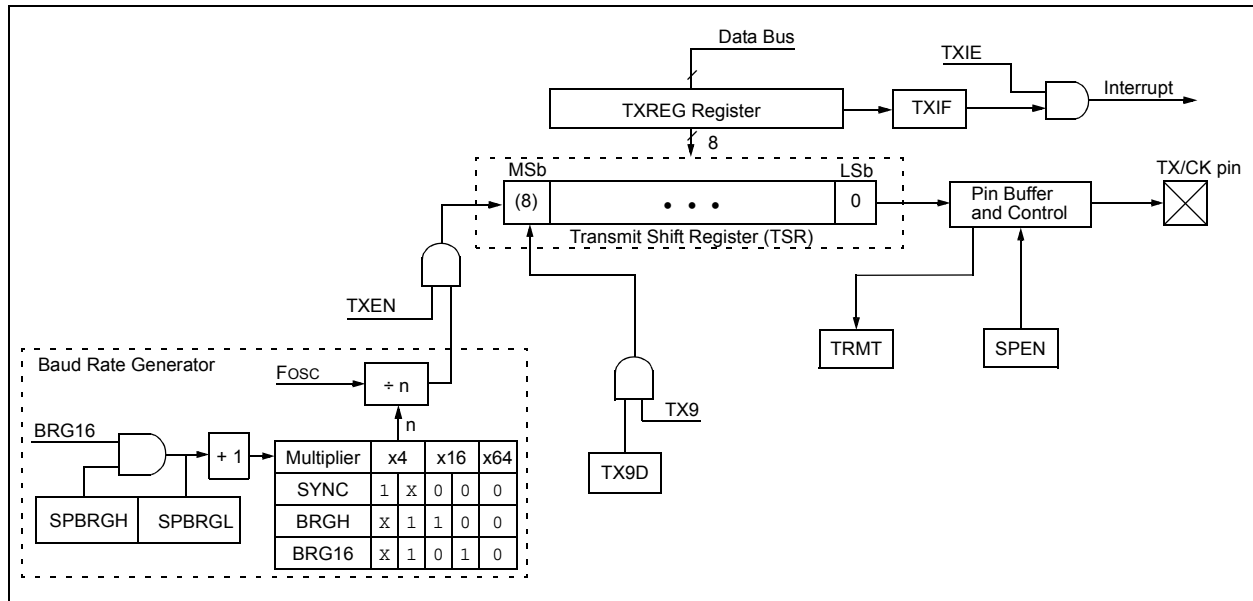 Data Bus
TXIE
Interrupt
TXREG Register
TXIF
8
MSb
LSb
TX/CK pin
(8)
• • •
0
Pin Buffer
and Control
Transmit Shift Register (TSR)
TXEN
TRMT
SPEN
Baud Rate Generator
FOSC
÷ n
n
TX9
BRG16
+ 1
TX9D
Multiplier x4 x16 x64
SYNC 1 X 0 0 0
BRGH X 1 1 0 0
BRG16 X 1 0 1 0
SPBRGH SPBRGL